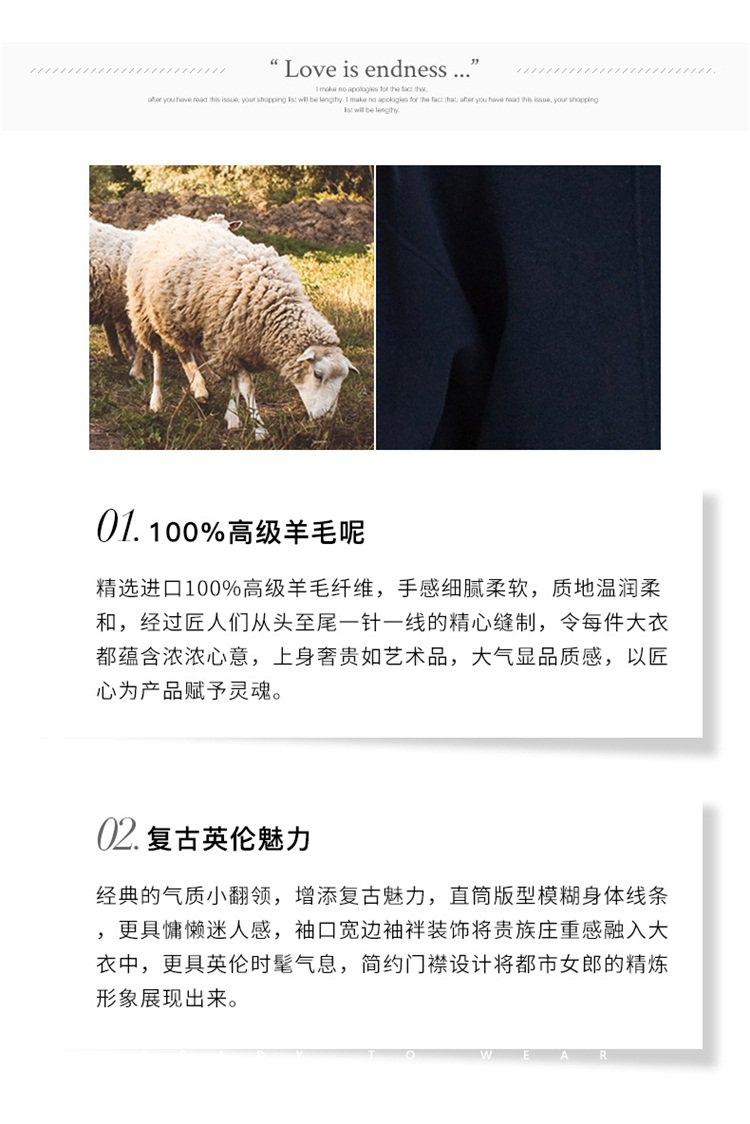 “ Love is endness ...”
I make no apologies for the fact that,
after you have read this issue, your shopping list will be lengthy. I make no apologies for the fact that, after you have read this issue, your shopping
list will be lengthy.
01. 100%高级羊毛呢
精选进口100%高级羊毛纤维，手感细腻柔软，质地温润柔
和，经过匠人们从头至尾一针一线的精心缝制，令每件大衣
都蕴含浓浓心意，上身奢贵如艺术品，大气显品质感，以匠
心为产品赋予灵魂。
02. 复古英伦魅力
经典的气质小翻领，增添复古魅力，直筒版型模糊身体线条
，更具慵懒迷人感，袖口宽边袖袢装饰将贵族庄重感融入大
衣中，更具英伦时髦气息，简约门襟设计将都市女郎的精炼
形象展现出来。
READY TO WEAR